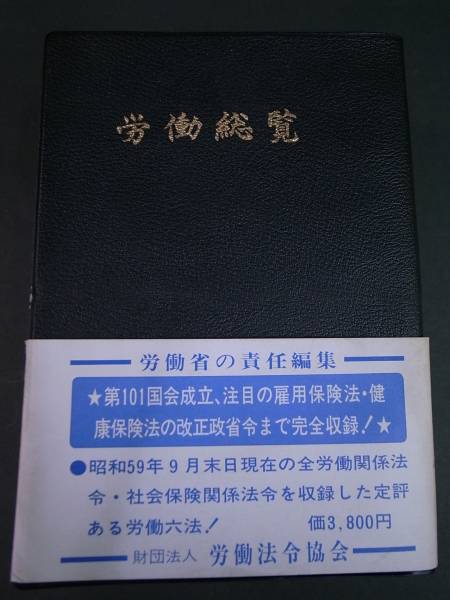 労働総覧
労働省の責任編集
★第101国会成立、注目の雇用保険法・健
康保険法の改正政省令まで完全収録!★
●昭和59年9月末日現在の全労働関係法
令・社会保険関係法令を収録した定評
ある労働六法! 価3,800円
財団法人 労働法令協会